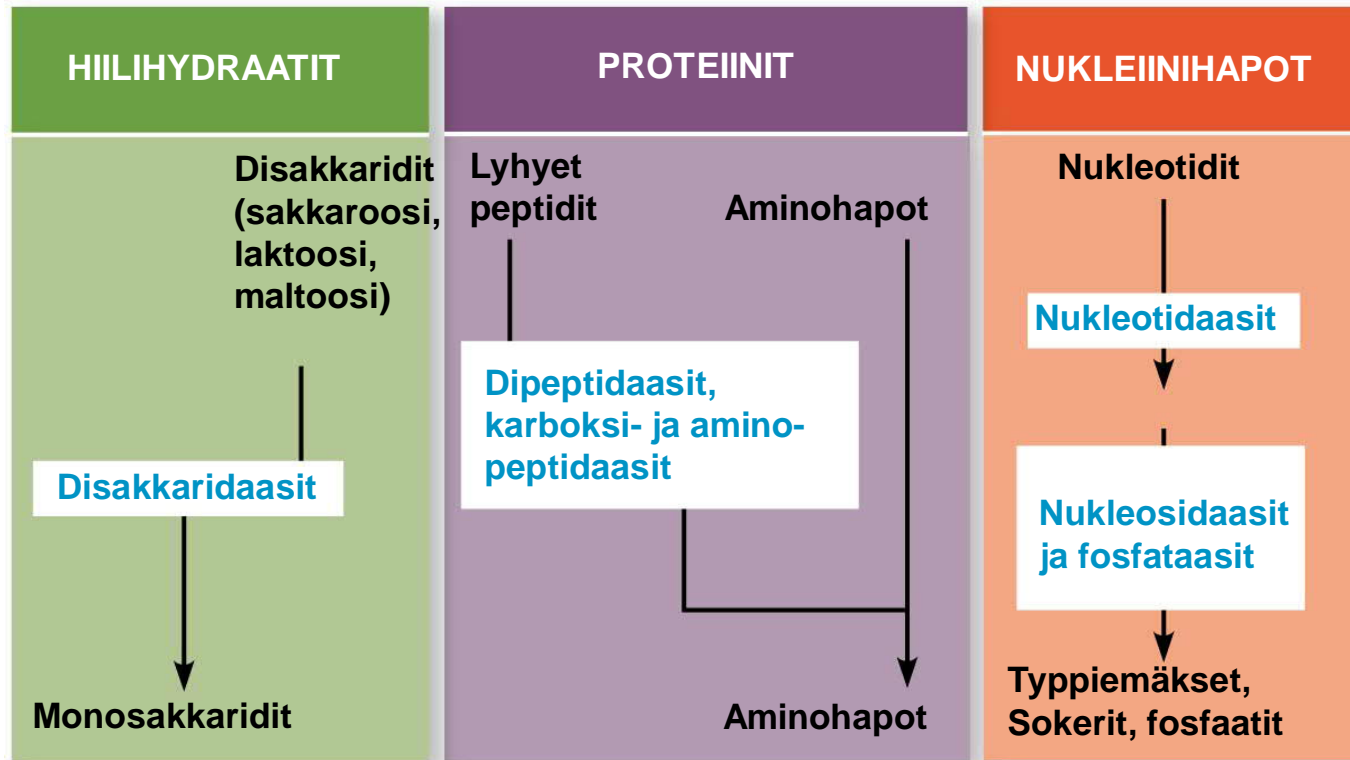 HIILIHYDRAATIT
Disakkaridit
(sakkaroosi,
laktoosi,
maltoosi)
Disakkaridaasit
Monosakkaridit
PROTEIINIT
Lyhyet
peptidit
Aminohapot
Dipeptidaasit,
karboksi- ja amino-
peptidaasit
Aminohapot
NUKLEIINIHAPOT
Nukleotidit
Nukleotidaasit
Nukleosidaasit
ja fosfataasit
Typpiemäkset,
Sokerit, fosfaatit